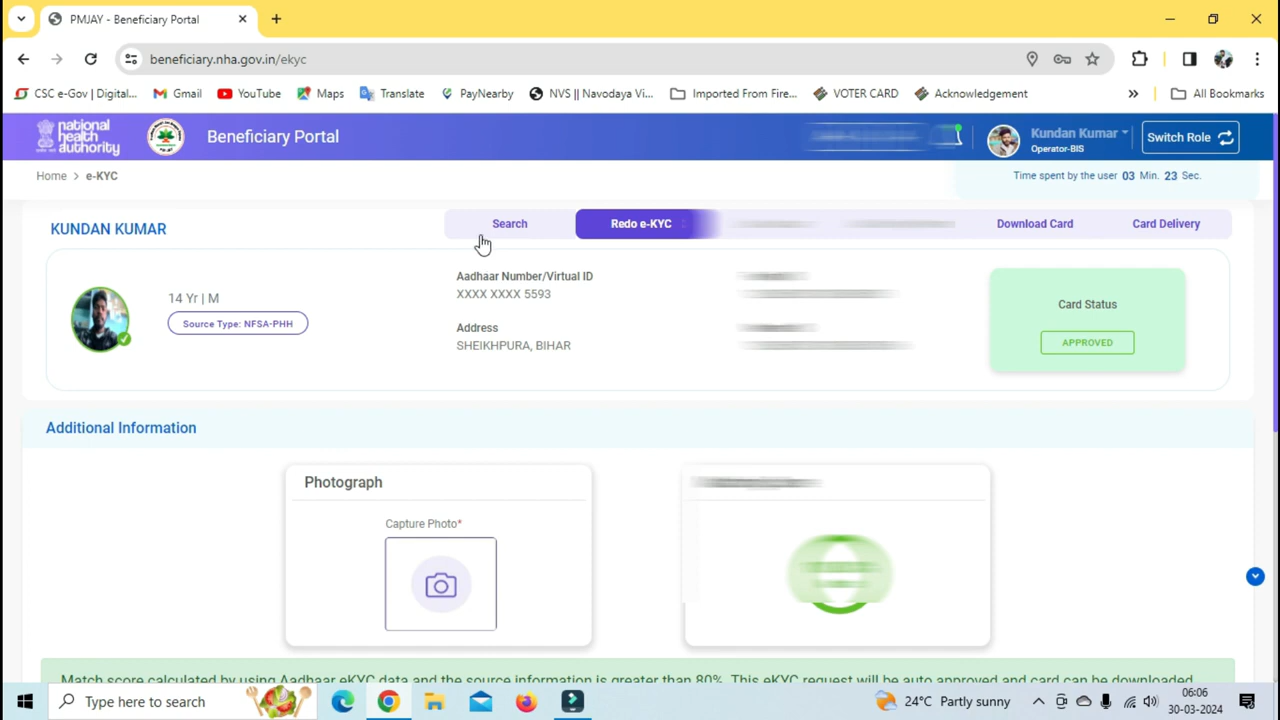 PMJAY - Beneficiary Portal
beneficiary.nha.gov.in/ekyc
CSC e-Gov | Digital... Gmail YouTube Maps Translate PayNearby NVS || Navodaya Vi... Imported From Fire... VOTER CARD Acknowledgement All Bookmarks
national
health
authority
Beneficiary Portal
Kundan Kumar
Operator-BIS
Switch Role
Home > e-KYC
Time spent by the user 03 Min. 23 Sec.
KUNDAN KUMAR
Search Redo e-KYC Download Card Card Delivery
14 Yr | M
Source Type: NFSA-PHH
Aadhaar Number/Virtual ID
XXXX XXXX 5593
Address
SHEIKHPURA, BIHAR
Card Status
APPROVED
Additional Information
Photograph
Capture Photo*
Match score calculated by using Aadhaar eKYC data and the source information is greater than 80%. This eKYC request will be auto approved and card can be downloaded
Type here to search
24°C Partly sunny
06:06
30-03-2024